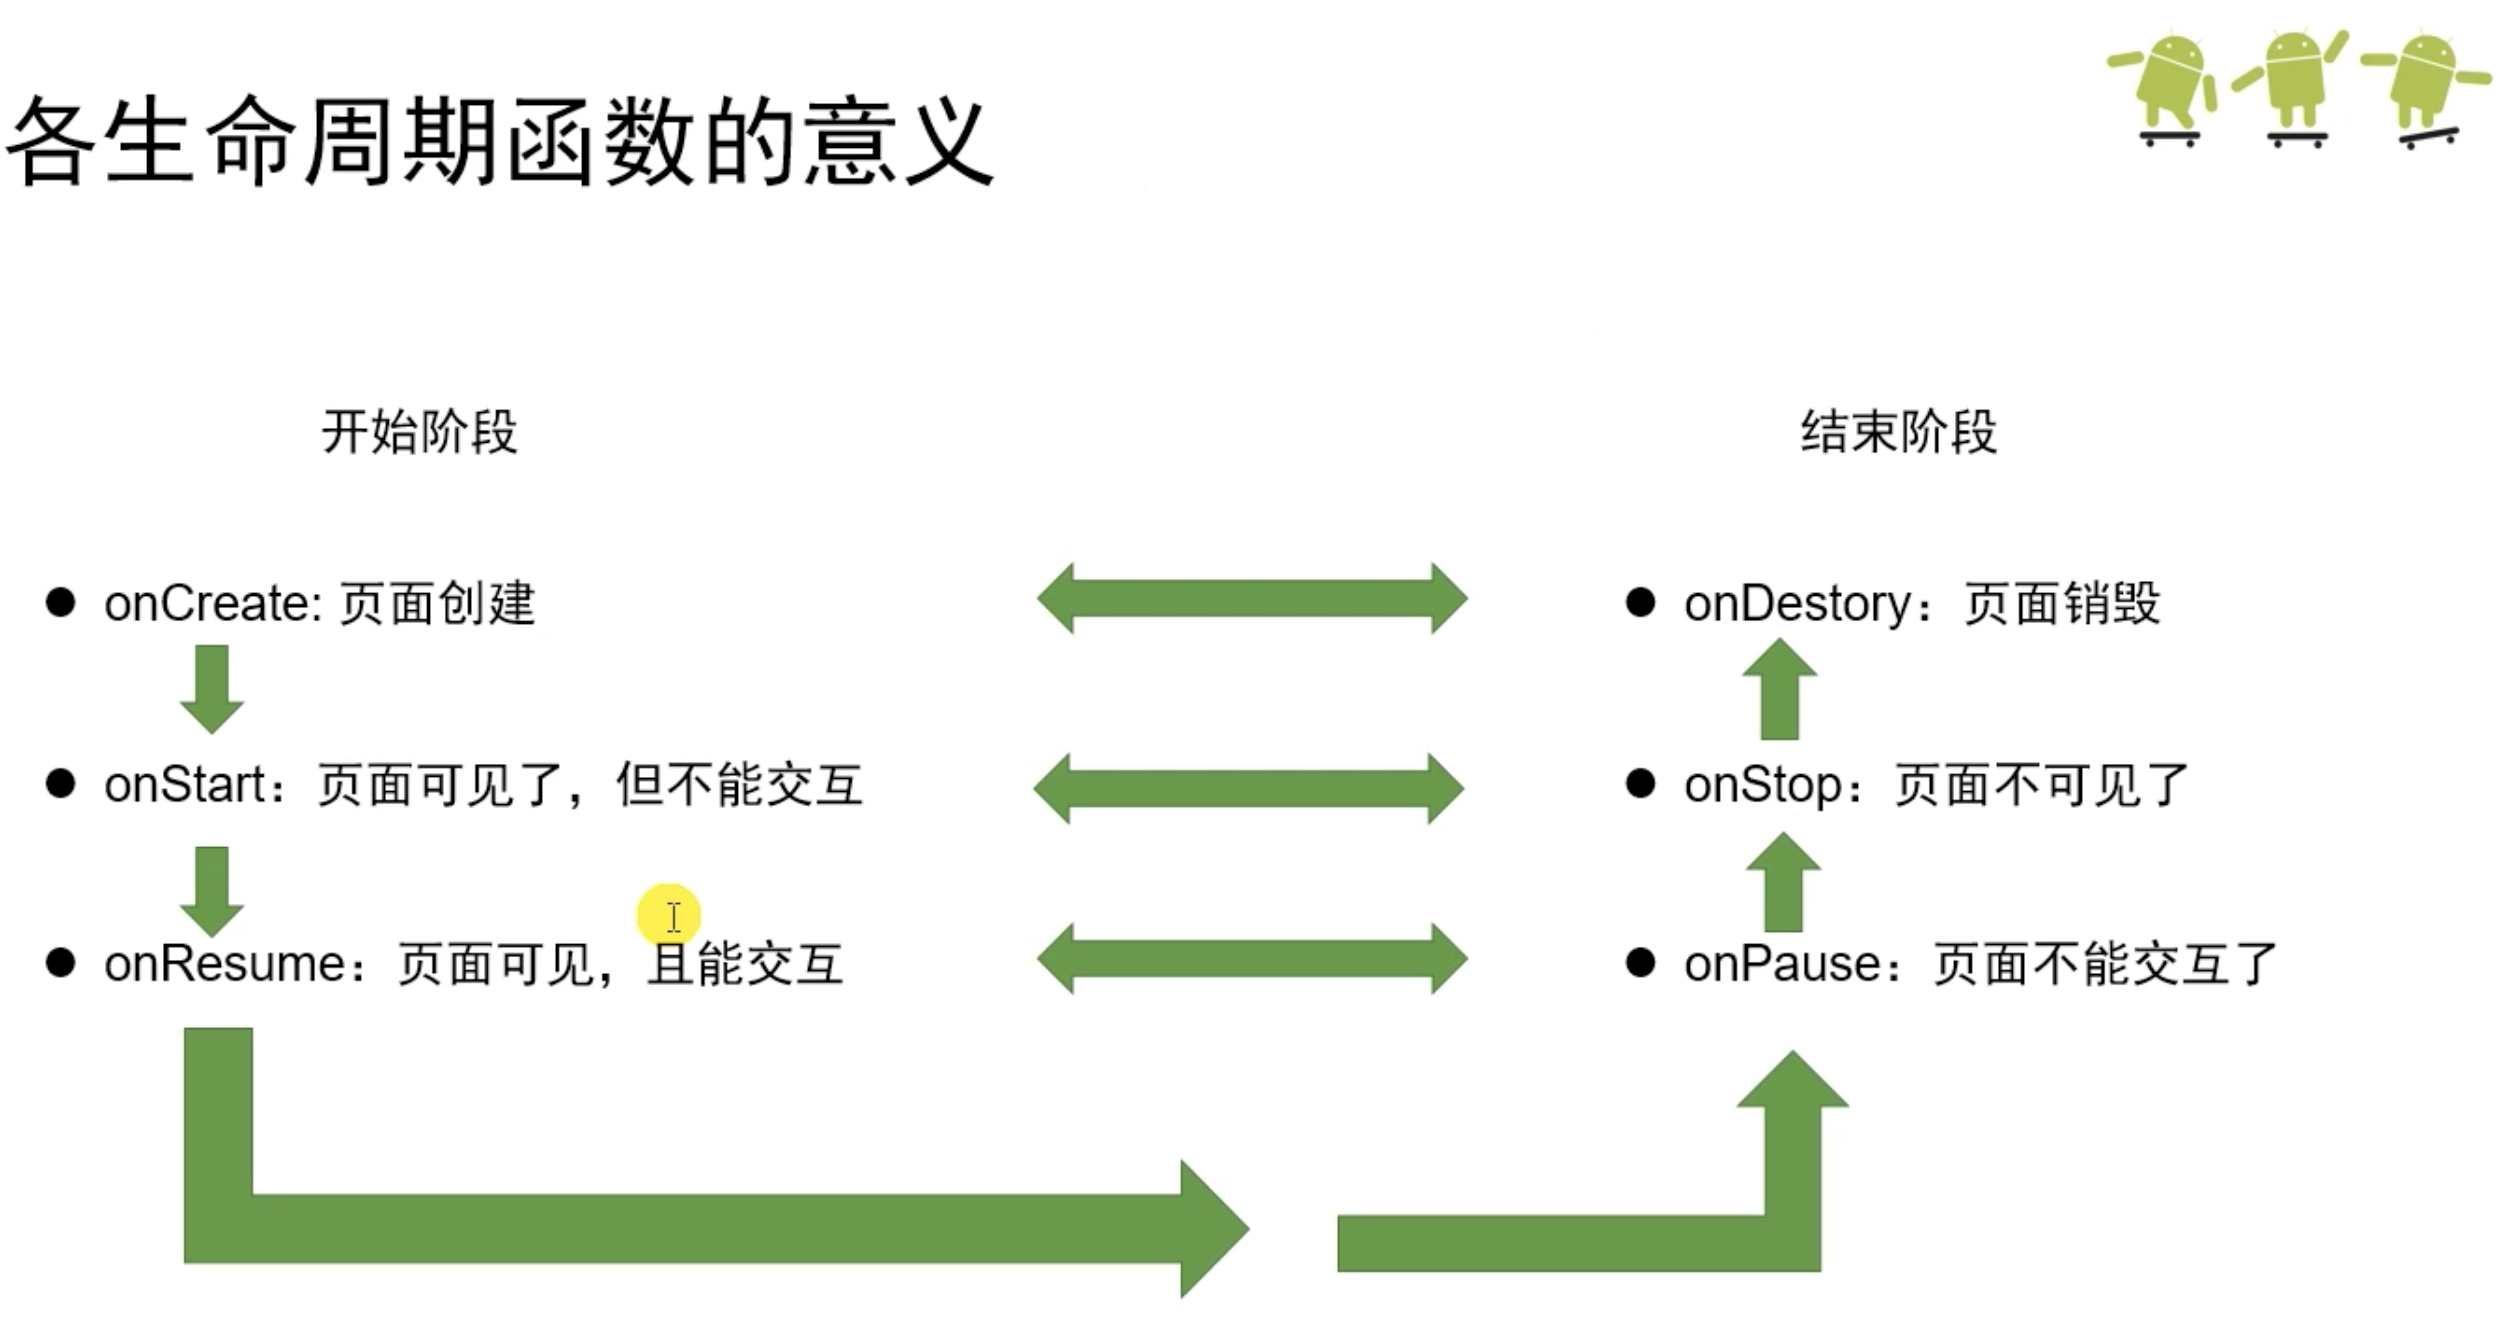 各生命周期函数的意义
开始阶段
结束阶段
onCreate: 页面创建
onDestory：页面销毁
onStart：页面可见了，但不能交互
onStop：页面不可见了
onResume：页面可见，且能交互
onPause：页面不能交互了